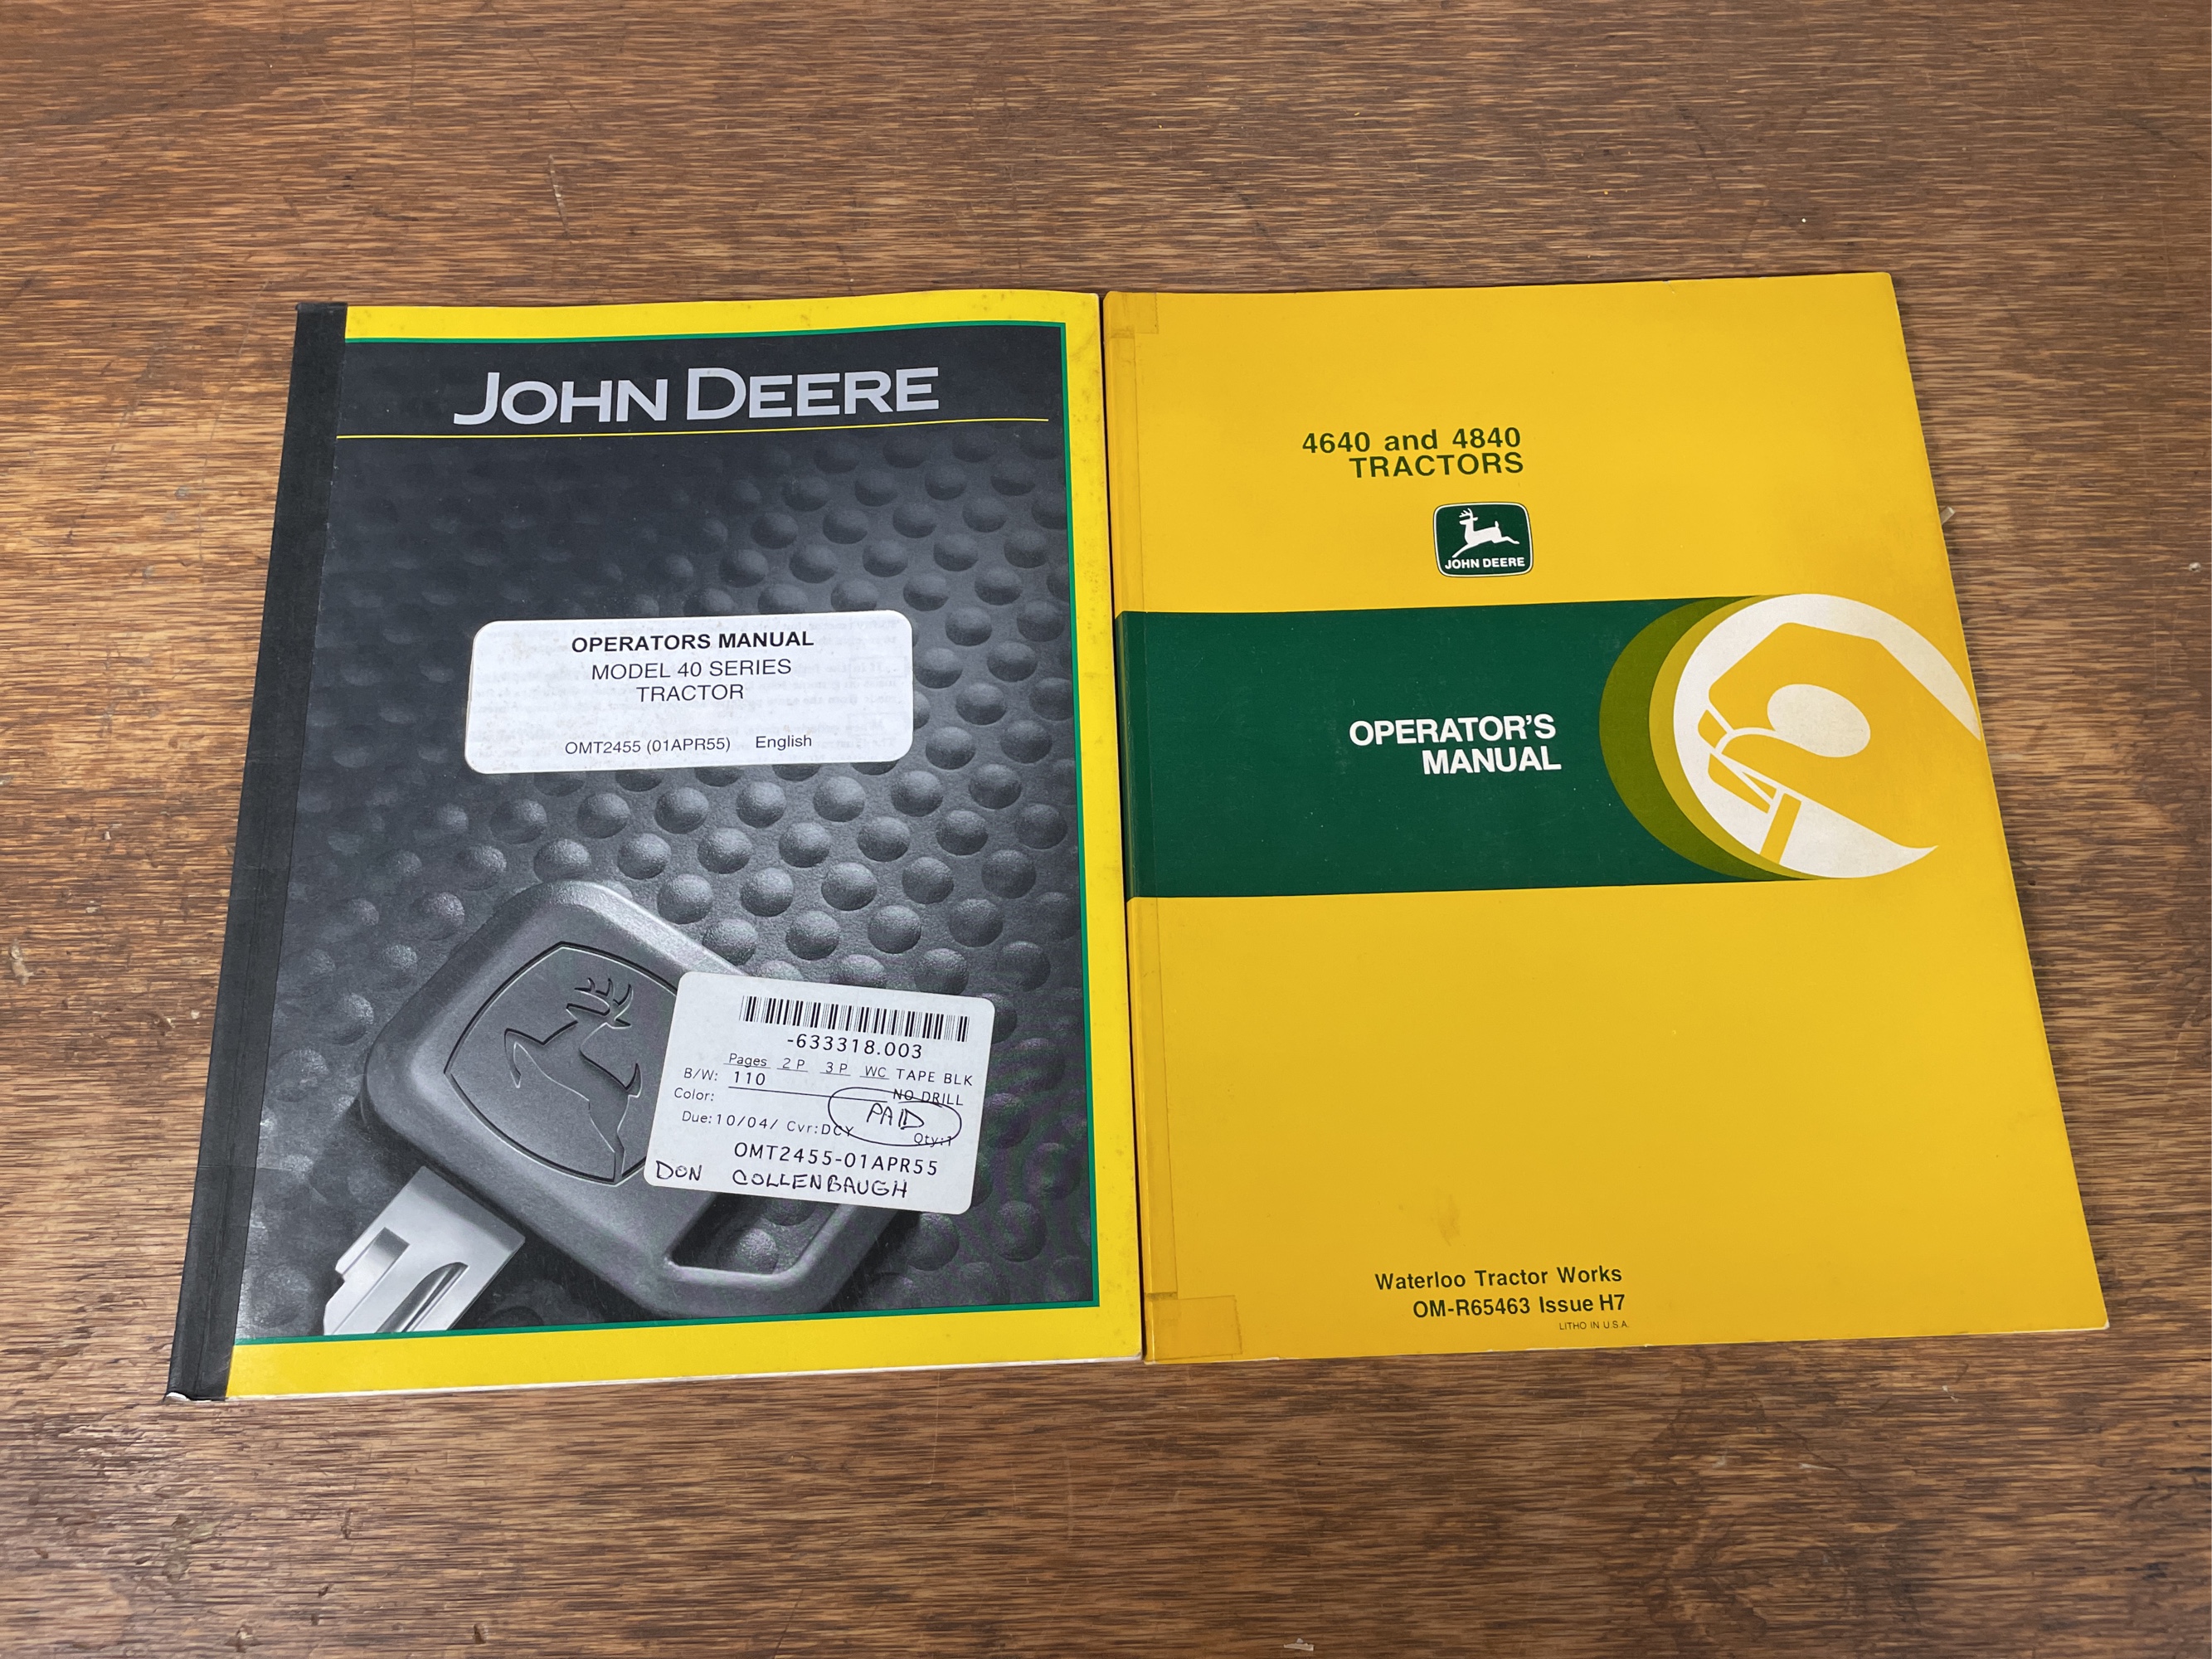 JOHN DEERE
OPERATORS MANUAL
MODEL 40 SERIES
TRACTOR
OMT2455 (01APR55) English
-633318.003
Pages 2 P 3 P WC TAPE BLK
B/W: 110
NO DRILL
Color:
PAID
Due:10/04/ Cvr:DCY Qty:1
OMT2455-01APR55
DON COLLENBAUGH
4640 and 4840
TRACTORS
JOHN DEERE
OPERATOR'S
MANUAL
Waterloo Tractor Works
OM-R65463 Issue H7
LITHO IN U.S.A.